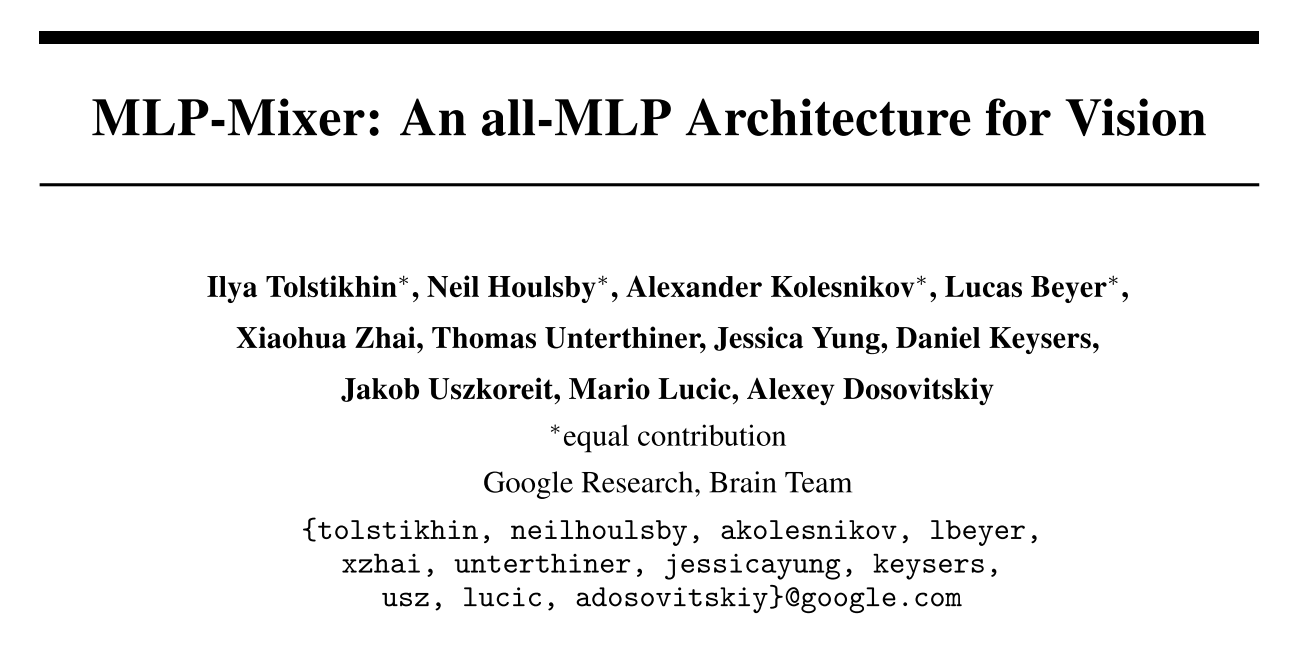 MLP-Mixer: An all-MLP Architecture for Vision
Ilya Tolstikhin*, Neil Houlsby*, Alexander Kolesnikov*, Lucas Beyer*,
Xiaohua Zhai, Thomas Unterthiner, Jessica Yung, Daniel Keysers,
Jakob Uszkoreit, Mario Lucic, Alexey Dosovitskiy
*equal contribution
Google Research, Brain Team
{tolstikhin, neilhoulsby, akolesnikov, lbeyer,
xzhai, unterthiner, jessicayung, keysers,
usz, lucic, adosovitskiy}@google.com